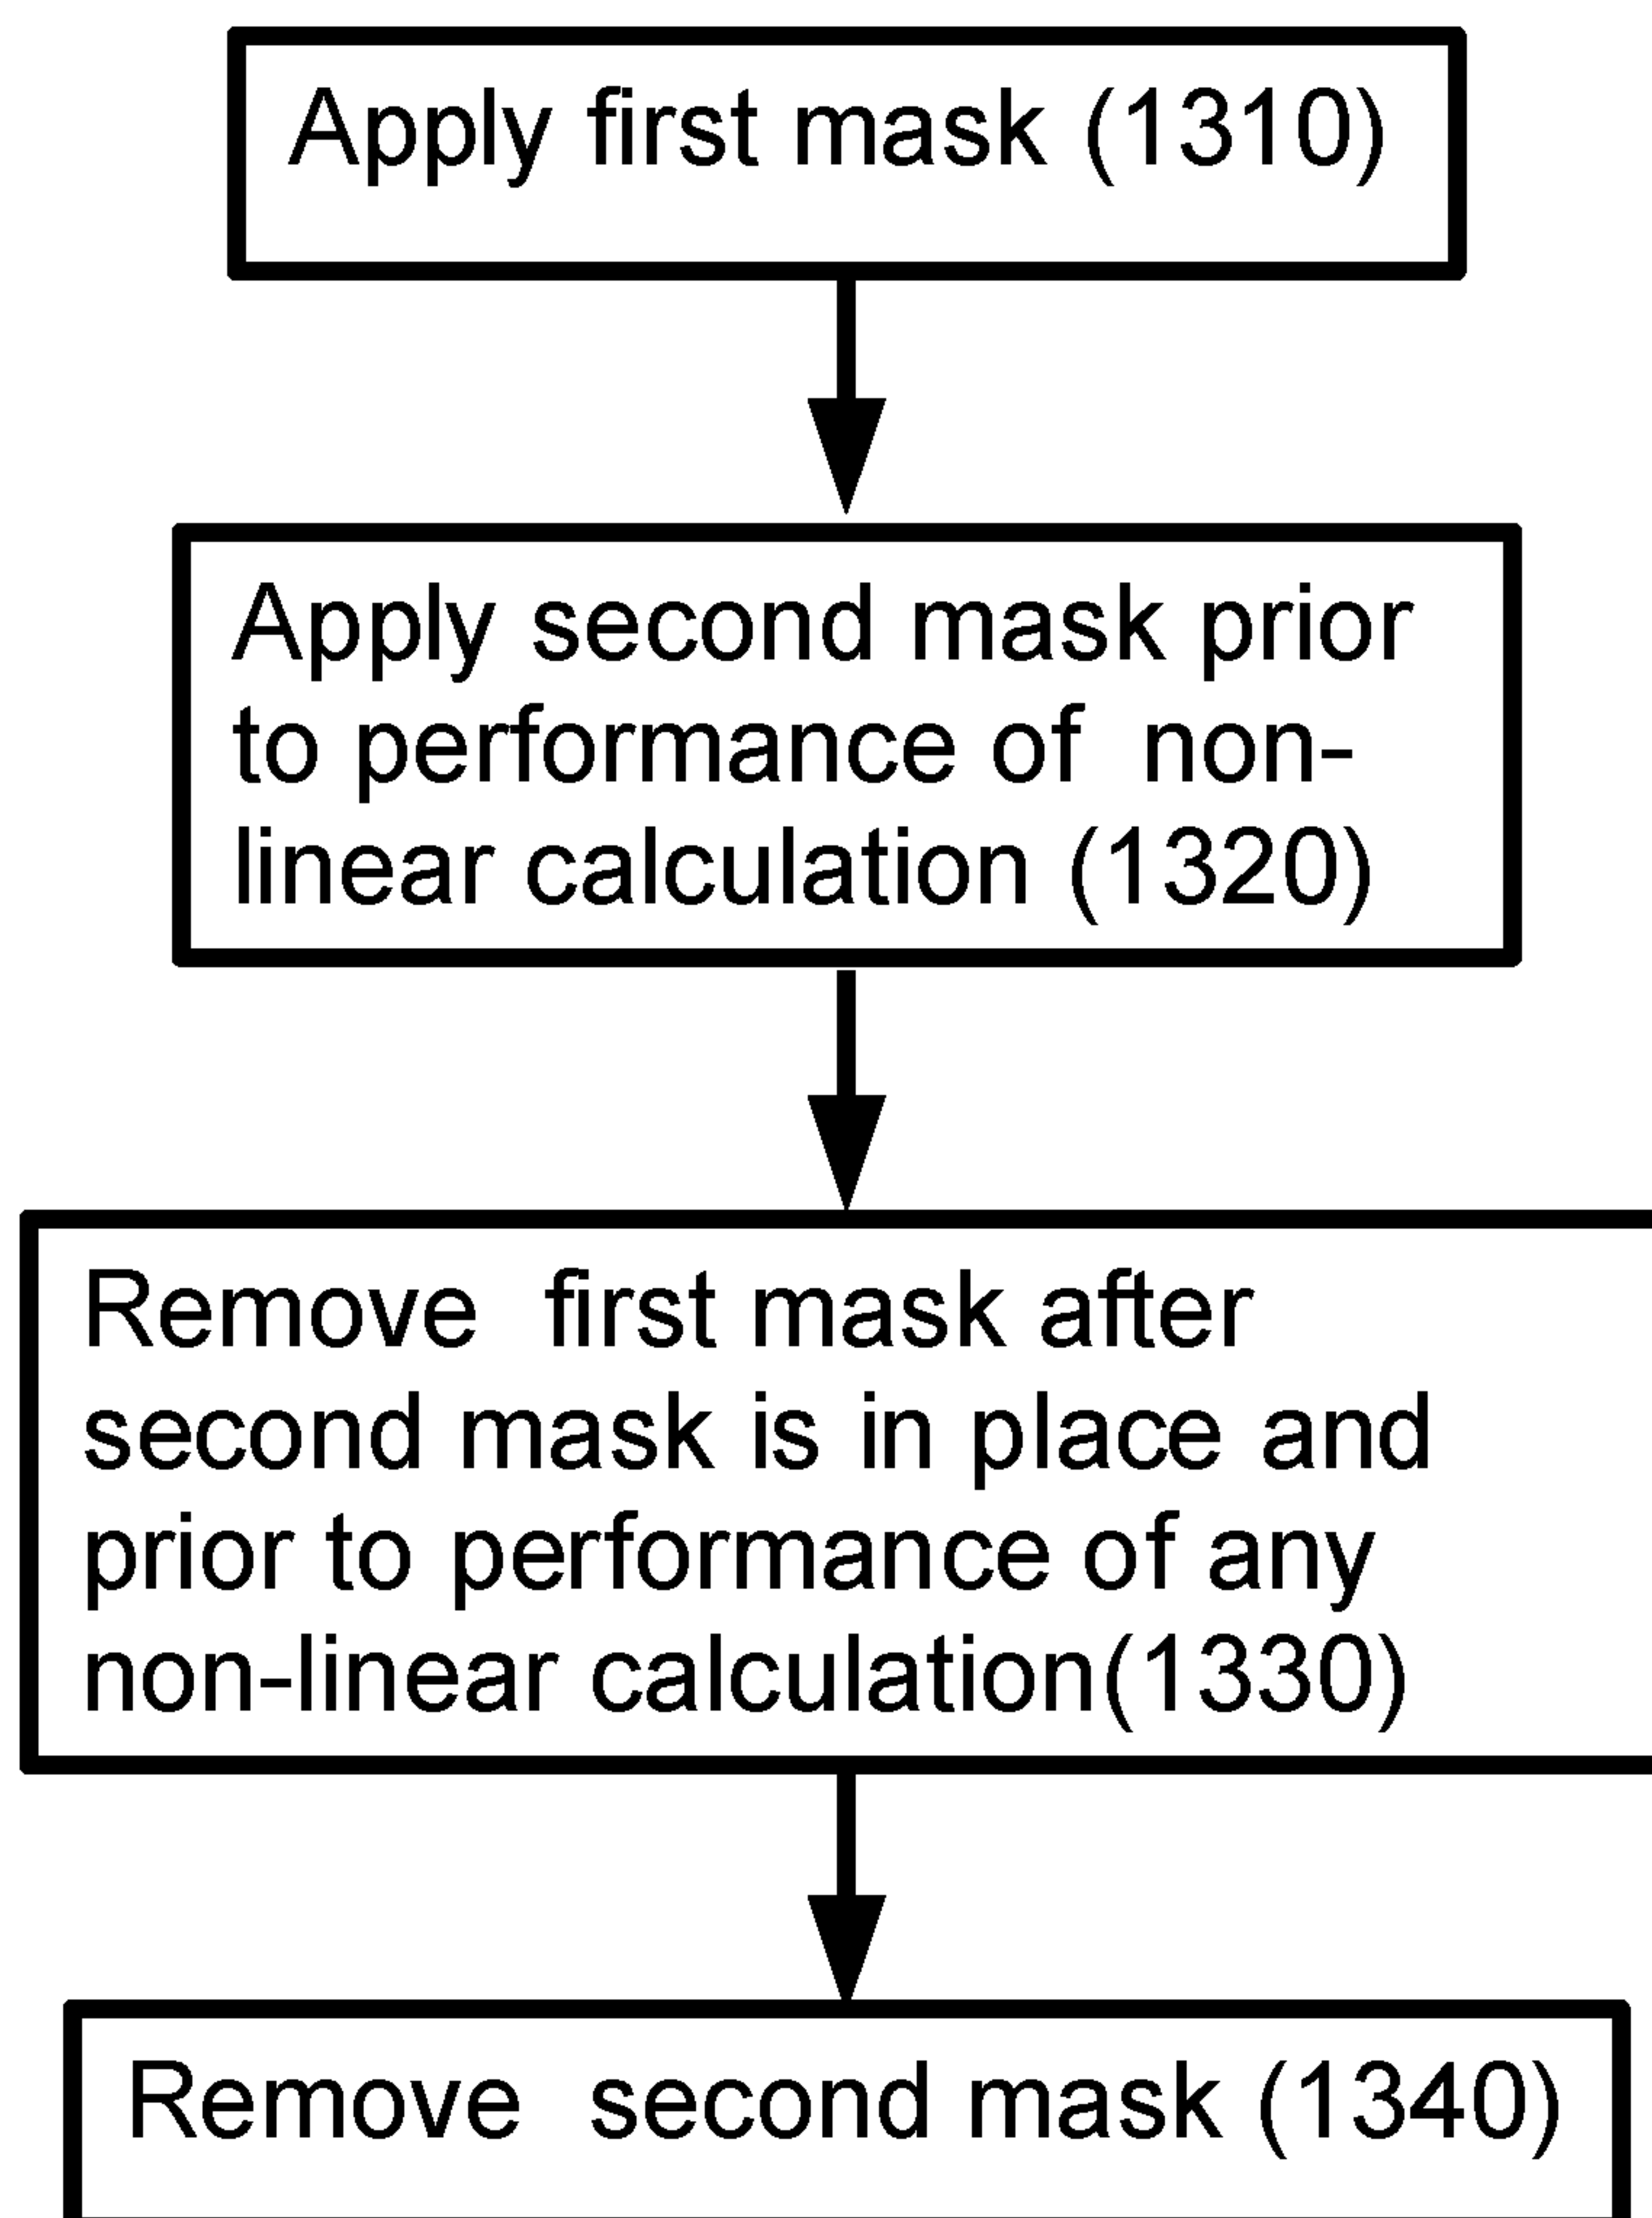 Apply first mask (1310)
Apply second mask prior
to performance of non-
linear calculation (1320)
Remove first mask after
second mask is in place and
prior to performance of any
non-linear calculation(1330)
Remove second mask (1340)